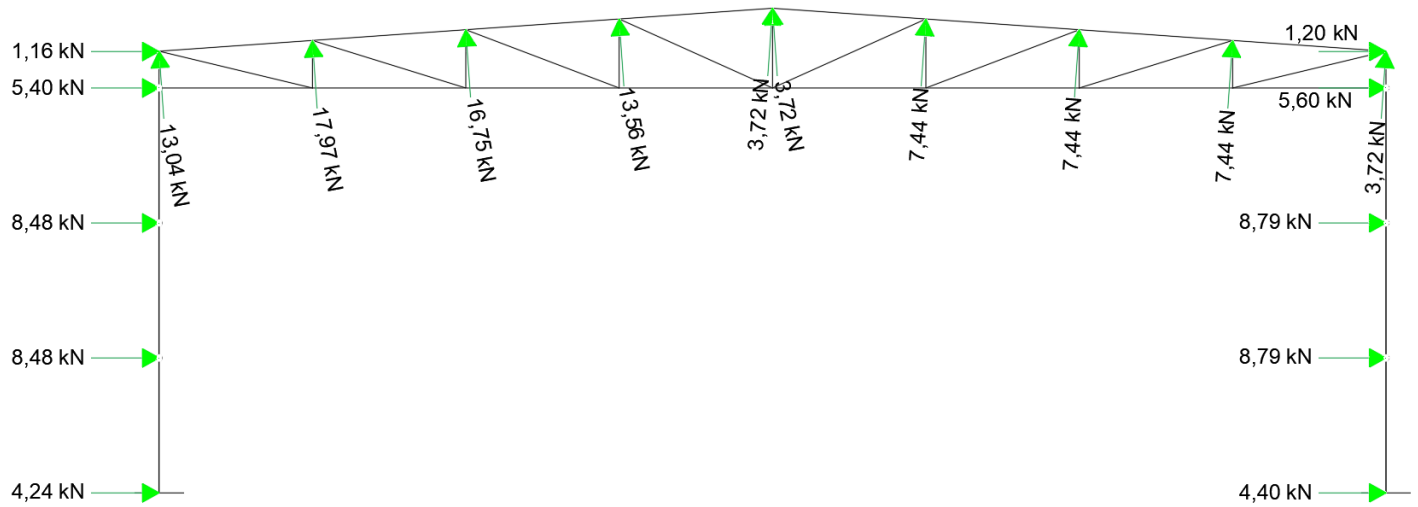 1,16 kN
1,20 kN
5,40 kN
5,60 kN
13,04 kN
17,97 kN
16,75 kN
13,56 kN
3,72 kN
3,72 kN
7,44 kN
7,44 kN
7,44 kN
3,72 kN
8,48 kN
8,79 kN
8,48 kN
8,79 kN
4,24 kN
4,40 kN